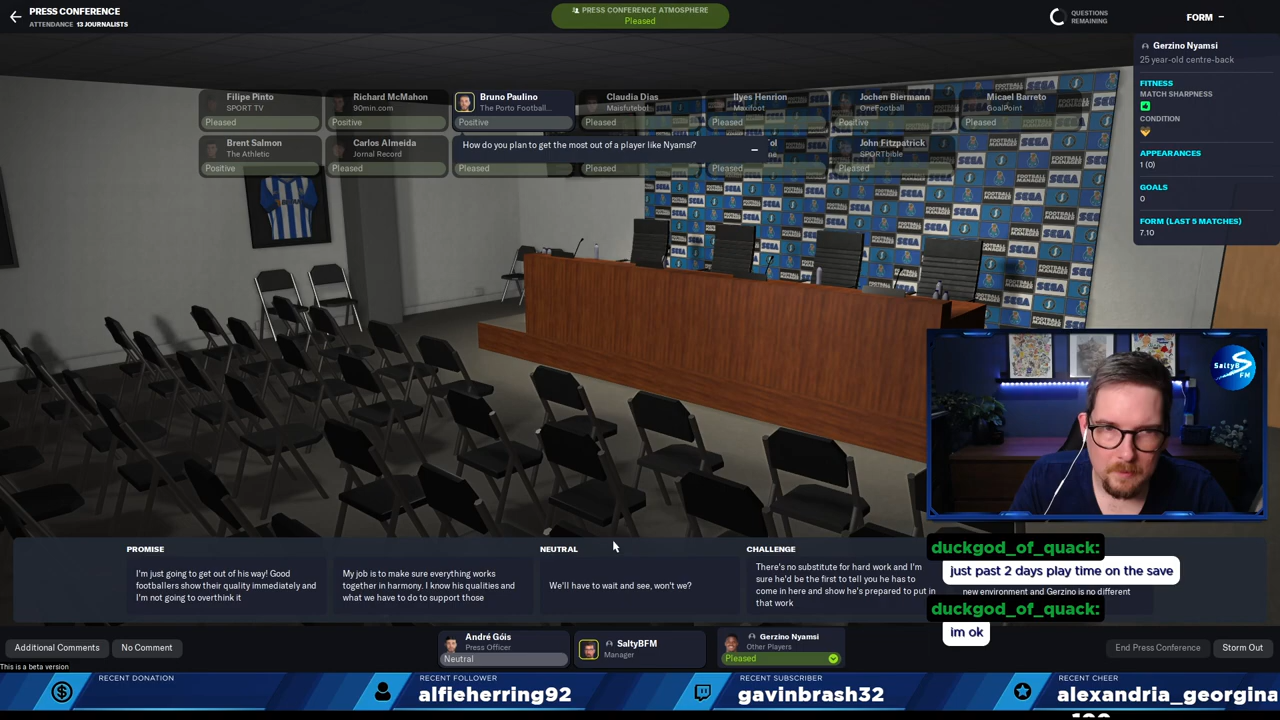 PRESS CONFERENCE
ATTENDANCE 13 JOURNALISTS
PRESS CONFERENCE ATMOSPHERE
Pleased
QUESTIONS
REMAINING
FORM
Gerzino Nyamsi
25 year-old centre-back
FITNESS
MATCH SHARPNESS
CONDITION
APPEARANCES
1 (0)
GOALS
0
FORM (LAST 5 MATCHES)
7.10
Filipe Pinto
SPORT TV
Pleased
Richard McMahon
90min.com
Positive
Bruno Paulino
The Porto Football...
Positive
Claudia Dias
Maisfutebol
Pleased
Ilyes Henrion
Maxifoot
Pleased
Jochen Biermann
OneFootball
Positive
Micael Barreto
GoalPoint
Pleased
Brent Salmon
The Athletic
Positive
Carlos Almeida
Jornal Record
Pleased
How do you plan to get the most out of a player like Nyamsi?
Pleased
Pleased
Pleased
John Fitzpatrick
SPORTbible
Positive
SEGA
FOOTBALL MANAGER
SaltyB
FM
duckgod_of_quack:
just past 2 days play time on the save
duckgod_of_quack:
im ok
PROMISE
I'm just going to get out of his way! Good
footballers show their quality immediately and
I'm not going to overthink it
My job is to make sure everything works
together in harmony. I know his qualities and
what we have to do to support those
NEUTRAL
We'll have to wait and see, won't we?
CHALLENGE
There's no substitute for hard work and I'm
sure he'd be the first to tell you he has to
come in here and show he's prepared to put in
that work
new environment and Gerzino is no different
Additional Comments
No Comment
André Góis
Press Officer
Neutral
SaltyBFM
Manager
Gerzino Nyamsi
Other Players
Pleased
End Press Conference
Storm Out
This is a beta version
RECENT DONATION
RECENT FOLLOWER
alfieherring92
RECENT SUBSCRIBER
gavinbrash32
RECENT CHEER
alexandria_georgina